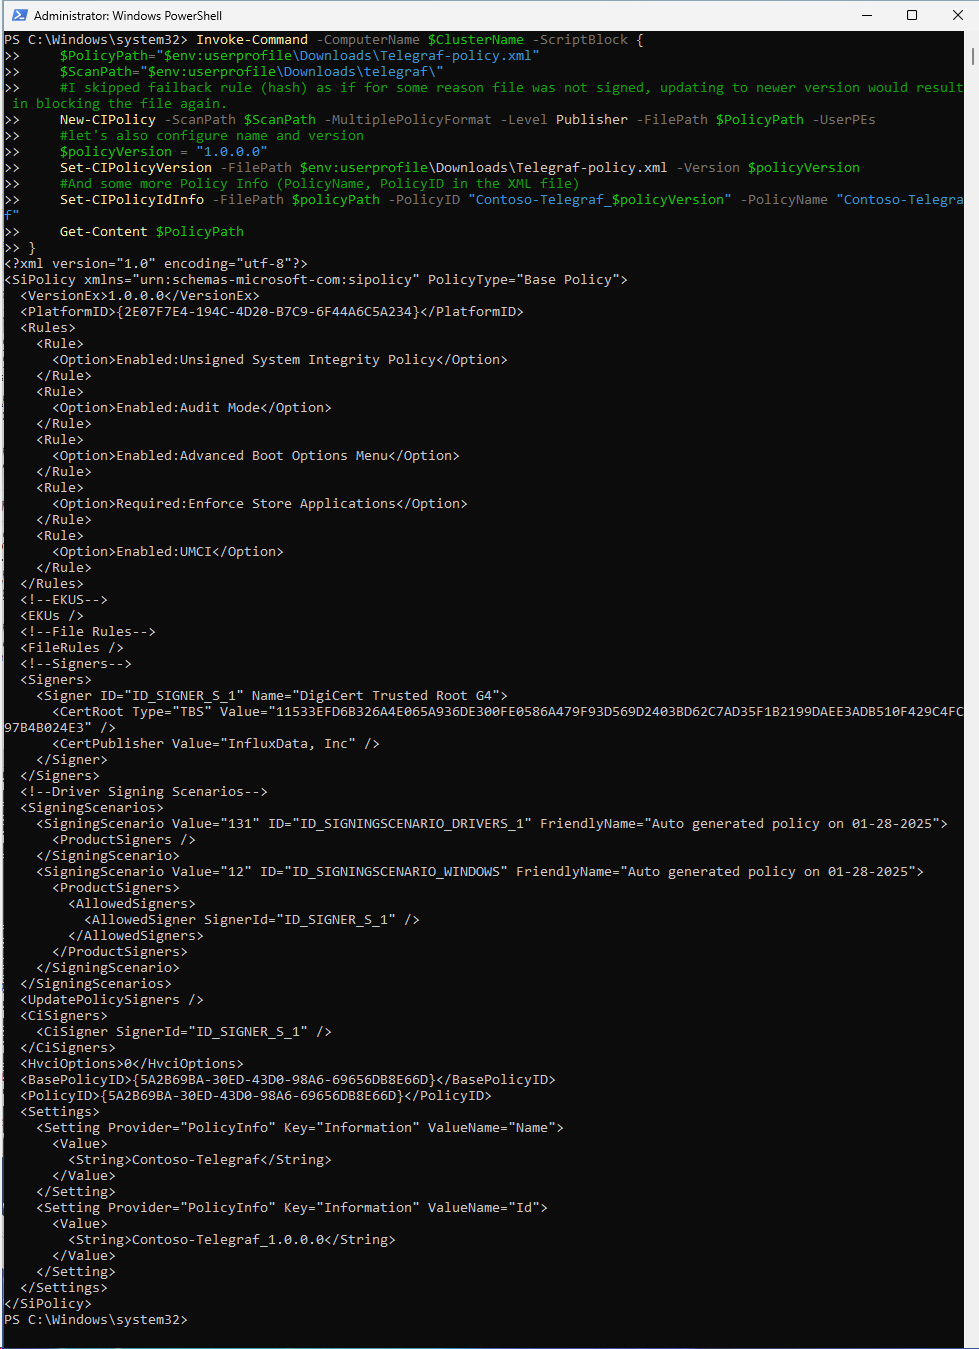 Administrator: Windows PowerShell
PS C:\Windows\system32> Invoke-Command -ComputerName $ClusterName -ScriptBlock {
>>     $PolicyPath="$env:userprofile\Downloads\Telegraf-policy.xml"
>>     $ScanPath="$env:userprofile\Downloads\telegraf\"
>>     #I skipped failback rule (hash) as if for some reason file was not signed, updating to newer version would result
 in blocking the file again.
>>     New-CIPolicy -ScanPath $ScanPath -MultiplePolicyFormat -Level Publisher -FilePath $PolicyPath -UserPEs
>>     #let's also configure name and version
>>     $policyVersion = "1.0.0.0"
>>     Set-CIPolicyVersion -FilePath $env:userprofile\Downloads\Telegraf-policy.xml -Version $policyVersion
>>     #And some more Policy Info (PolicyName, PolicyID in the XML file)
>>     Set-CIPolicyIdInfo -FilePath $policyPath -PolicyID "Contoso-Telegraf_$policyVersion" -PolicyName "Contoso-Telegra
f"
>>     Get-Content $PolicyPath
>> }
<?xml version="1.0" encoding="utf-8"?>
<SiPolicy xmlns="urn:schemas-microsoft-com:sipolicy" PolicyType="Base Policy">
  <VersionEx>1.0.0.0</VersionEx>
  <PlatformID>{2E07F7E4-194C-4D20-B7C9-6F44A6C5A234}</PlatformID>
  <Rules>
    <Rule>
      <Option>Enabled:Unsigned System Integrity Policy</Option>
    </Rule>
    <Rule>
      <Option>Enabled:Audit Mode</Option>
    </Rule>
    <Rule>
      <Option>Enabled:Advanced Boot Options Menu</Option>
    </Rule>
    <Rule>
      <Option>Required:Enforce Store Applications</Option>
    </Rule>
    <Rule>
      <Option>Enabled:UMCI</Option>
    </Rule>
  </Rules>
  <!--EKUS-->
  <EKUs />
  <!--File Rules-->
  <FileRules />
  <!--Signers-->
  <Signers>
    <Signer ID="ID_SIGNER_S_1" Name="DigiCert Trusted Root G4">
      <CertRoot Type="TBS" Value="11533EFD6B326A4E065A936DE300FE0586A479F93D569D2403BD62C7AD35F1B2199DAEE3ADB510F429C4FC
97B4B024E3" />
      <CertPublisher Value="InfluxData, Inc" />
    </Signer>
  </Signers>
  <!--Driver Signing Scenarios-->
  <SigningScenarios>
    <SigningScenario Value="131" ID="ID_SIGNINGSCENARIO_DRIVERS_1" FriendlyName="Auto generated policy on 01-28-2025">
      <ProductSigners />
    </SigningScenario>
    <SigningScenario Value="12" ID="ID_SIGNINGSCENARIO_WINDOWS" FriendlyName="Auto generated policy on 01-28-2025">
      <ProductSigners>
        <AllowedSigners>
          <AllowedSigner SignerId="ID_SIGNER_S_1" />
        </AllowedSigners>
      </ProductSigners>
    </SigningScenario>
  </SigningScenarios>
  <UpdatePolicySigners />
  <CiSigners>
    <CiSigner SignerId="ID_SIGNER_S_1" />
  </CiSigners>
  <HvciOptions>0</HvciOptions>
  <BasePolicyID>{5A2B69BA-30ED-43D0-98A6-69656DB8E66D}</BasePolicyID>
  <PolicyID>{5A2B69BA-30ED-43D0-98A6-69656DB8E66D}</PolicyID>
  <Settings>
    <Setting Provider="PolicyInfo" Key="Information" ValueName="Name">
      <Value>
        <String>Contoso-Telegraf</String>
      </Value>
    </Setting>
    <Setting Provider="PolicyInfo" Key="Information" ValueName="Id">
      <Value>
        <String>Contoso-Telegraf_1.0.0.0</String>
      </Value>
    </Setting>
  </Settings>
</SiPolicy>
PS C:\Windows\system32>